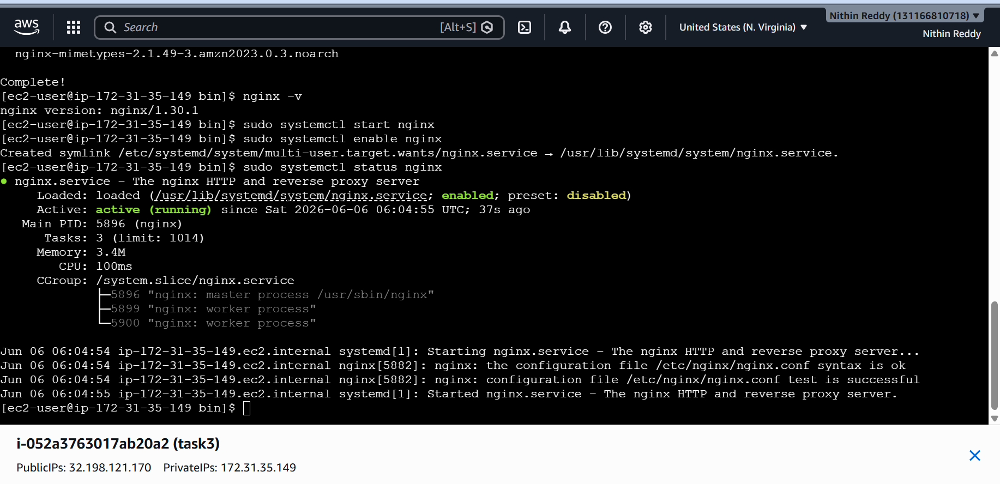 aws
Search [Alt+S]
United States (N. Virginia) ▼
Nithin Reddy (131166810718) ▼
Nithin Reddy
nginx-mimetypes-2.1.49-3.amzn2023.0.3.noarch
Complete!
[ec2-user@ip-172-31-35-149 bin]$ nginx -v
nginx version: nginx/1.30.1
[ec2-user@ip-172-31-35-149 bin]$ sudo systemctl start nginx
[ec2-user@ip-172-31-35-149 bin]$ sudo systemctl enable nginx
Created symlink /etc/systemd/system/multi-user.target.wants/nginx.service → /usr/lib/systemd/system/nginx.service.
[ec2-user@ip-172-31-35-149 bin]$ sudo systemctl status nginx
● nginx.service - The nginx HTTP and reverse proxy server
Loaded: loaded (/usr/lib/systemd/system/nginx.service; enabled; preset: disabled)
Active: active (running) since Sat 2026-06-06 06:04:55 UTC; 37s ago
Main PID: 5896 (nginx)
Tasks: 3 (limit: 1014)
Memory: 3.4M
CPU: 100ms
CGroup: /system.slice/nginx.service
├─5896 "nginx: master process /usr/sbin/nginx"
├─5899 "nginx: worker process"
└─5900 "nginx: worker process"
Jun 06 06:04:54 ip-172-31-35-149.ec2.internal systemd[1]: Starting nginx.service - The nginx HTTP and reverse proxy server...
Jun 06 06:04:54 ip-172-31-35-149.ec2.internal nginx[5882]: nginx: the configuration file /etc/nginx/nginx.conf syntax is ok
Jun 06 06:04:54 ip-172-31-35-149.ec2.internal nginx[5882]: nginx: configuration file /etc/nginx/nginx.conf test is successful
Jun 06 06:04:55 ip-172-31-35-149.ec2.internal systemd[1]: Started nginx.service - The nginx HTTP and reverse proxy server.
[ec2-user@ip-172-31-35-149 bin]$
i-052a3763017ab20a2 (task3)
PublicIPs: 32.198.121.170 PrivateIPs: 172.31.35.149